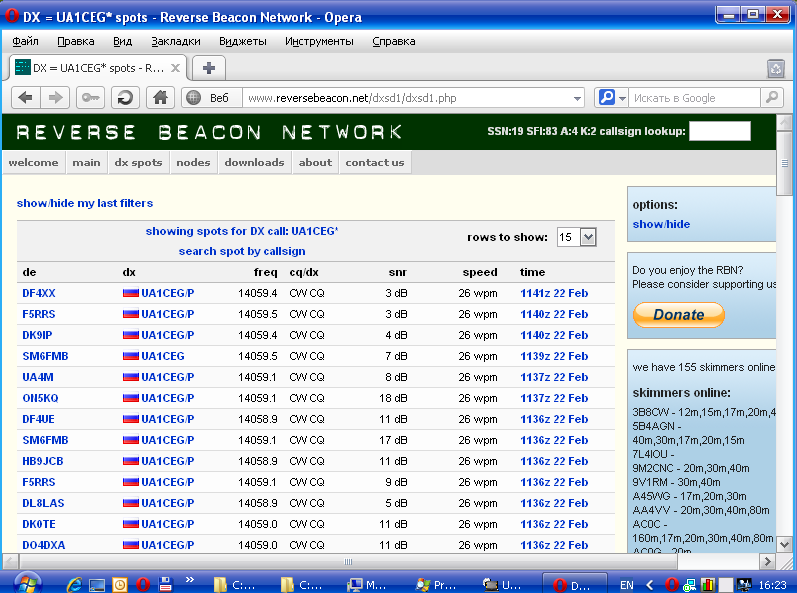 DX = UA1CEG* spots - Reverse Beacon Network - Opera
Файл Правка Вид Закладки Виджеты Инструменты Справка
DX = UA1CEG* spots - R...
Веб www.reversebeacon.net/dxsd1/dxsd1.php Искать в Google
REVERSE BEACON NETWORK SSN:19 SFI:83 A:4 K:2 callsign lookup:
welcome main dx spots nodes downloads about contact us
show/hide my last filters
showing spots for DX call: UA1CEG*
search spot by callsign
rows to show: 15
de dx freq cq/dx snr speed time
DF4XX UA1CEG/P 14059.4 CW CQ 3 dB 26 wpm 1141z 22 Feb
F5RRS UA1CEG/P 14059.5 CW CQ 3 dB 26 wpm 1140z 22 Feb
DK9IP UA1CEG/P 14059.4 CW CQ 4 dB 26 wpm 1140z 22 Feb
SM6FMB UA1CEG 14059.5 CW CQ 7 dB 26 wpm 1139z 22 Feb
UA4M UA1CEG/P 14059.1 CW CQ 8 dB 26 wpm 1137z 22 Feb
ON5KQ UA1CEG/P 14059.1 CW CQ 18 dB 26 wpm 1137z 22 Feb
DF4UE UA1CEG/P 14058.9 CW CQ 11 dB 26 wpm 1136z 22 Feb
SM6FMB UA1CEG/P 14059.1 CW CQ 17 dB 26 wpm 1136z 22 Feb
HB9JCB UA1CEG/P 14058.9 CW CQ 11 dB 26 wpm 1136z 22 Feb
F5RRS UA1CEG/P 14059.1 CW CQ 9 dB 26 wpm 1136z 22 Feb
DL8LAS UA1CEG/P 14058.9 CW CQ 5 dB 26 wpm 1136z 22 Feb
DK0TE UA1CEG/P 14059.0 CW CQ 11 dB 26 wpm 1136z 22 Feb
DO4DXA UA1CEG/P 14059.0 CW CQ 11 dB 26 wpm 1136z 22 Feb
options:
show/hide
Do you enjoy the RBN?
Please consider supporting us
Donate
we have 155 skimmers online
skimmers online:
3B8CW - 12m,15m,17m,20m,4
5B4AGN -
40m,30m,17m,20m,15m
7L4IOU -
9M2CNC - 20m,30m,40m
9V1RM - 30m,40m
A45WG - 17m,20m,30m
AA4VV - 20m,30m,40m,80m
AC0C -
160m,17m,20m,30m,40m,80m
AC0G - 20m
C:... C:... M... Pr... U... D... EN 16:23